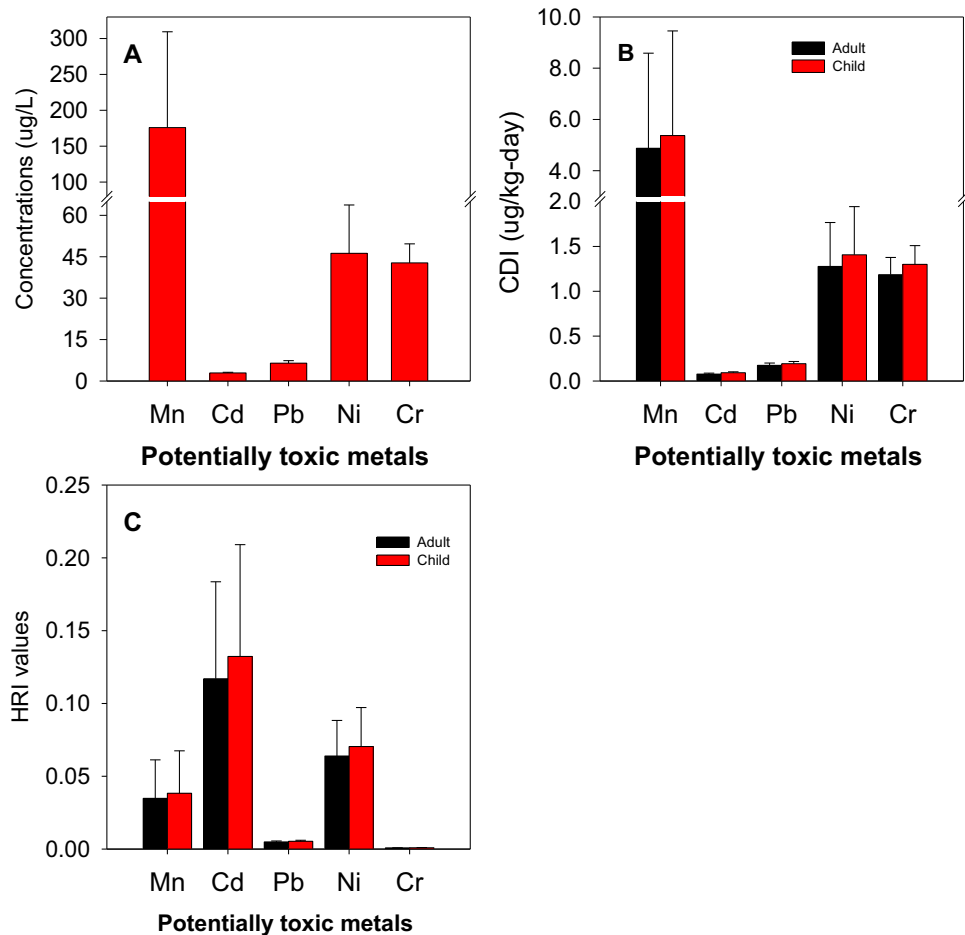 A
Concentrations (ug/L)
300
250
200
150
100
60
45
30
15
0
Mn Cd Pb Ni Cr
Potentially toxic metals
B
Adult
Child
CDI (ug/kg-day)
10.0
8.0
6.0
4.0
2.0
1.5
1.0
0.5
0.0
Mn Cd Pb Ni Cr
Potentially toxic metals
C
Adult
Child
HRI values
0.25
0.20
0.15
0.10
0.05
0.00
Mn Cd Pb Ni Cr
Potentially toxic metals